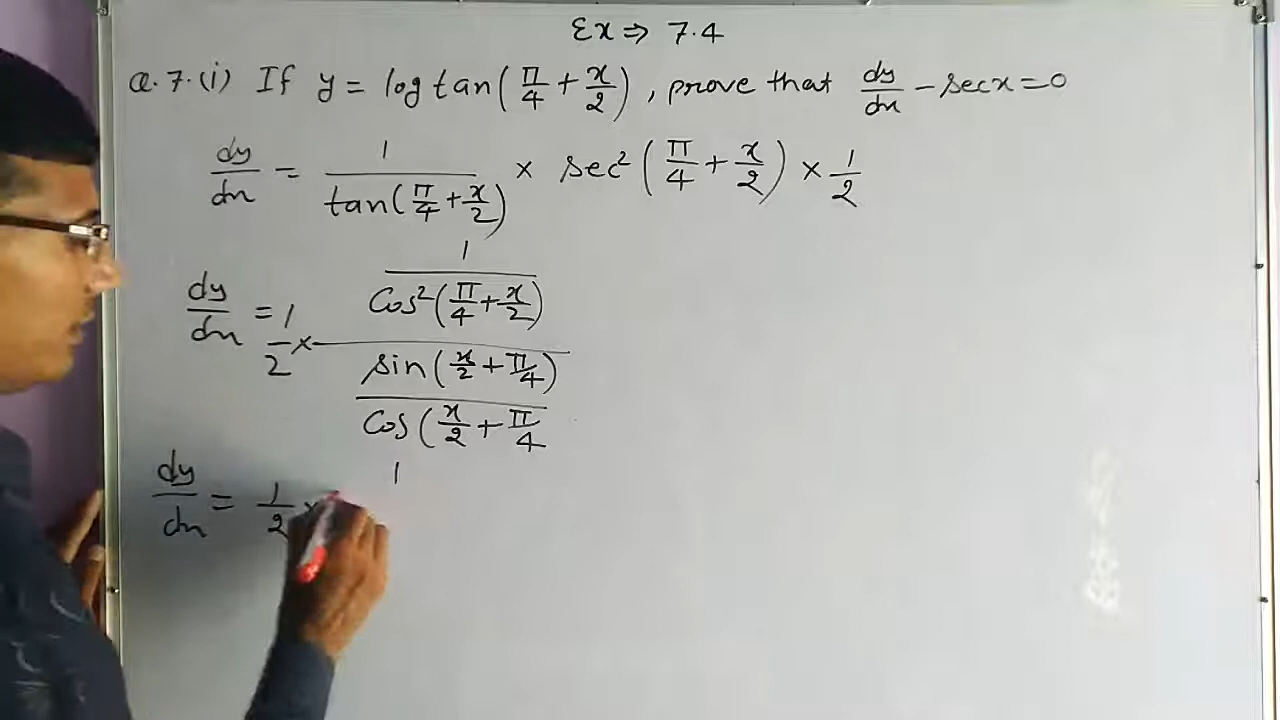 Ex ⇒ 7.4
Q.7.(i) If y = log tan(π/4 + x/2), prove that dy/dx - sec x = 0
dy/dx = 1/tan(π/4 + x/2) × sec²(π/4 + x/2) × 1/2
dy/dx = 1/2 × (1/Cos²(π/4 + x/2))/(sin(x/2 + π/4)/Cos(x/2 + π/4
dy/dx = 1/2 × 1